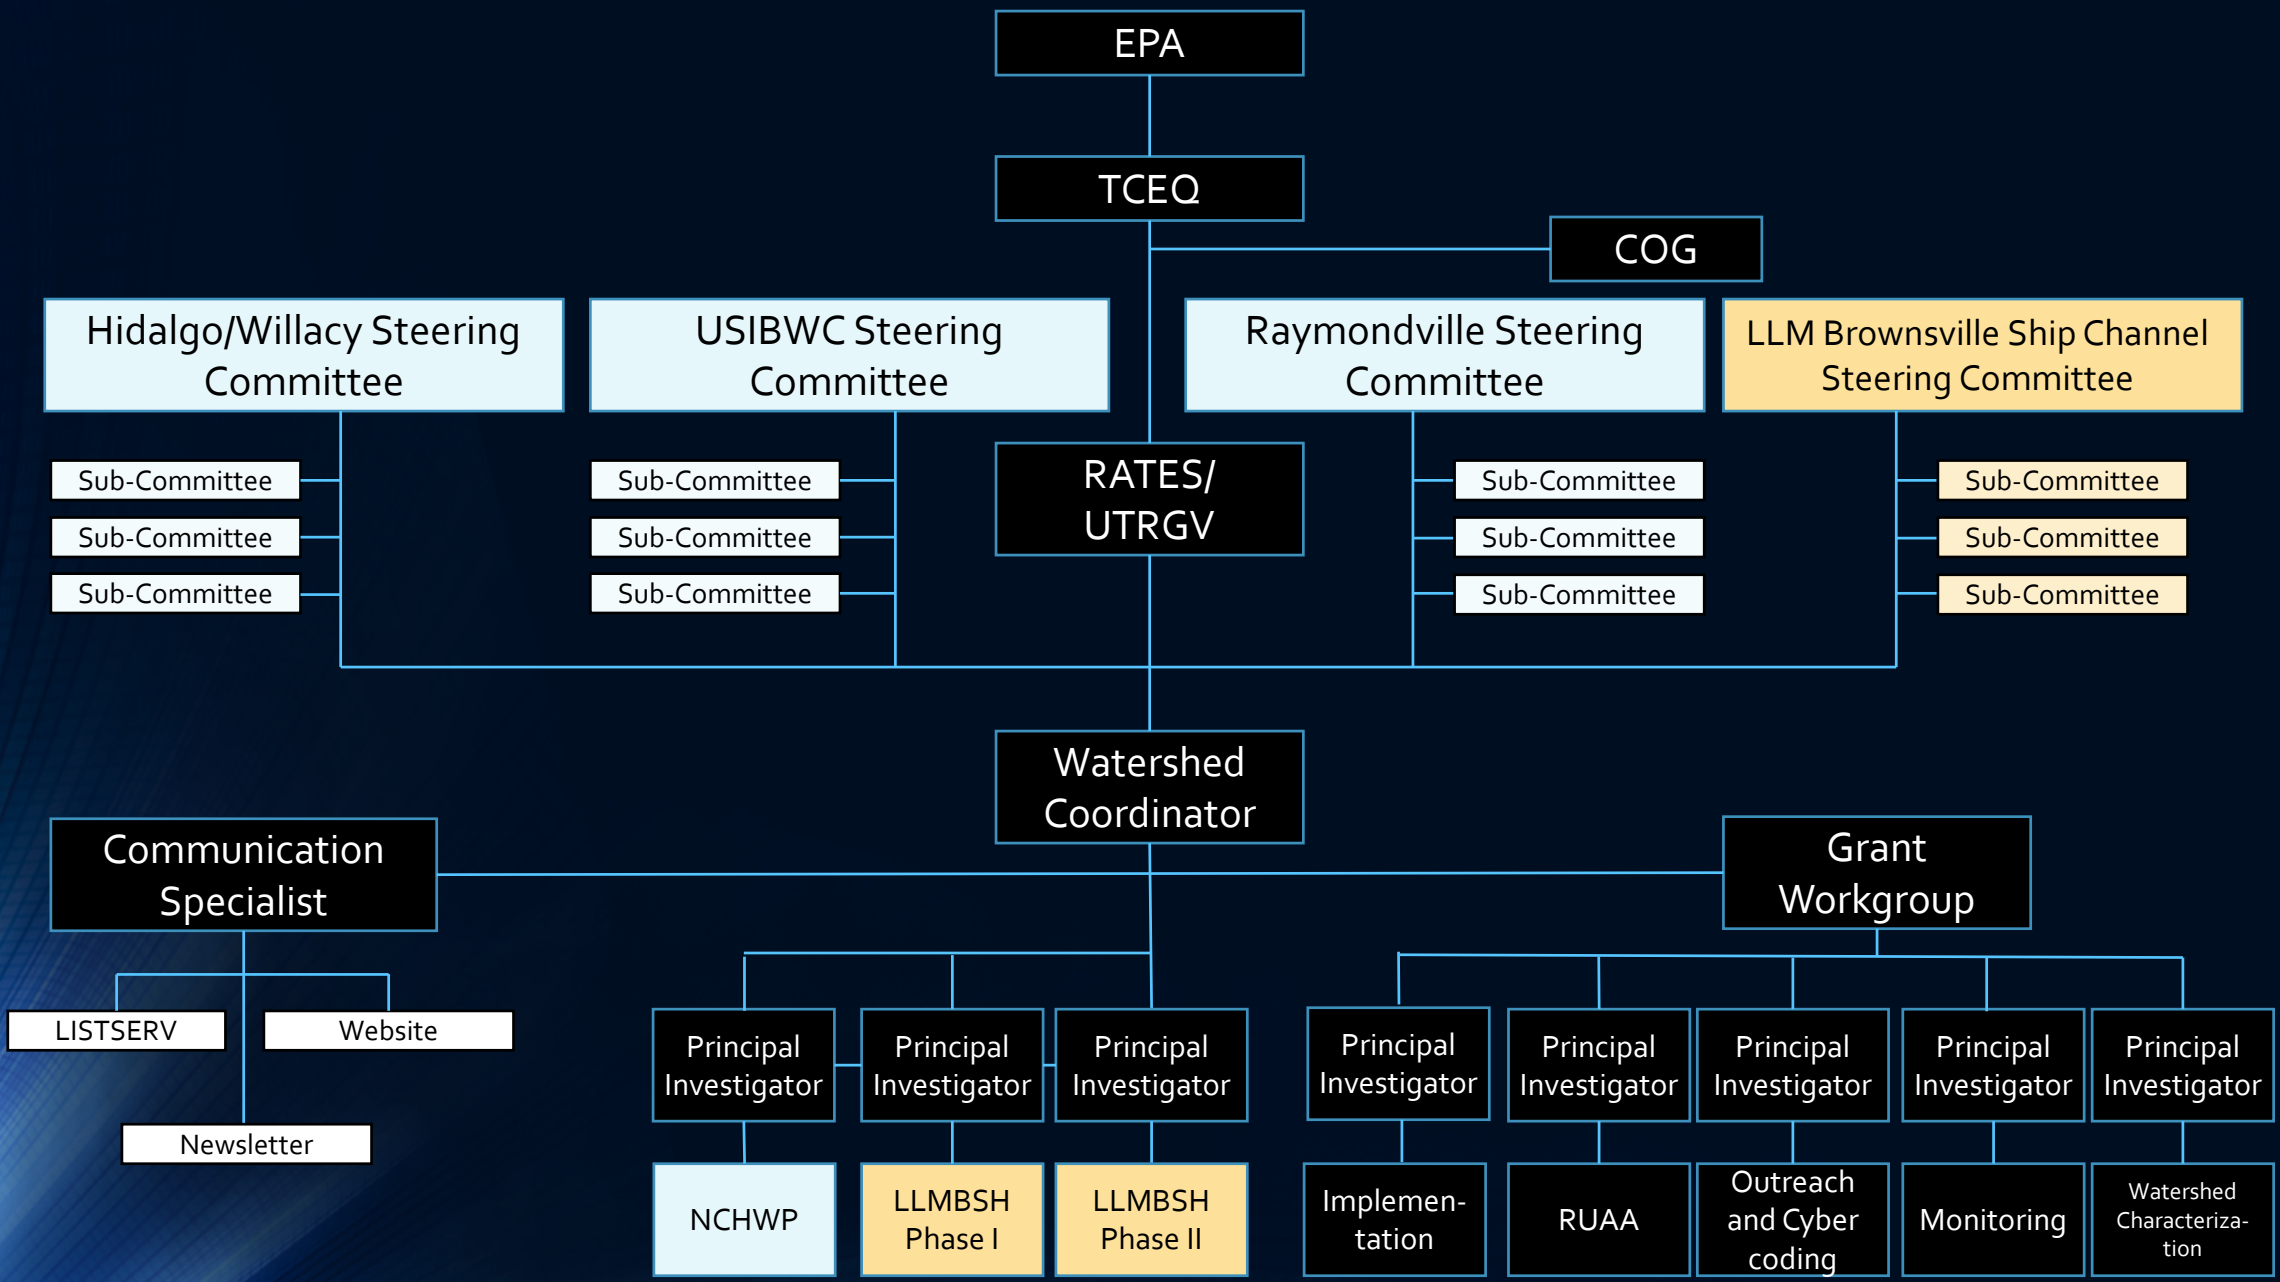 EPA
TCEQ
COG
Hidalgo/Willacy Steering
Committee
USIBWC Steering
Committee
Raymondville Steering
Committee
LLM Brownsville Ship Channel
Steering Committee
Sub-Committee
Sub-Committee
Sub-Committee
Sub-Committee
Sub-Committee
Sub-Committee
RATES/
UTRGV
Sub-Committee
Sub-Committee
Sub-Committee
Sub-Committee
Sub-Committee
Sub-Committee
Watershed
Coordinator
Communication
Specialist
Grant
Workgroup
LISTSERV
Website
Newsletter
Principal
Investigator
Principal
Investigator
Principal
Investigator
Principal
Investigator
Principal
Investigator
Principal
Investigator
Principal
Investigator
Principal
Investigator
NCHWP
LLMBSH
Phase I
LLMBSH
Phase II
Implemen-
tation
RUAA
Outreach
and Cyber
coding
Monitoring
Watershed
Characteriza-
tion